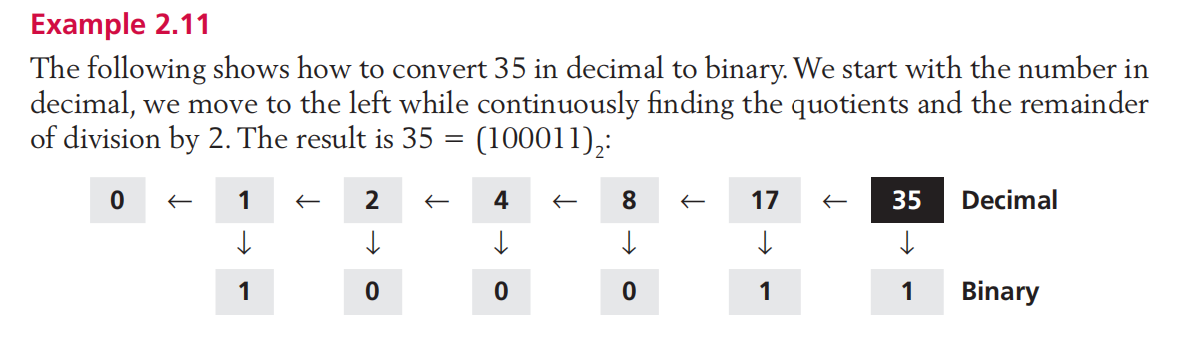 Example 2.11
The following shows how to convert 35 in decimal to binary. We start with the number in
decimal, we move to the left while continuously finding the quotients and the remainder
of division by 2. The result is 35 = (100011)₂:
0 ← 1 ← 2 ← 4 ← 8 ← 17 ← 35 Decimal
↓ ↓ ↓ ↓ ↓ ↓
1 0 0 0 1 1 Binary